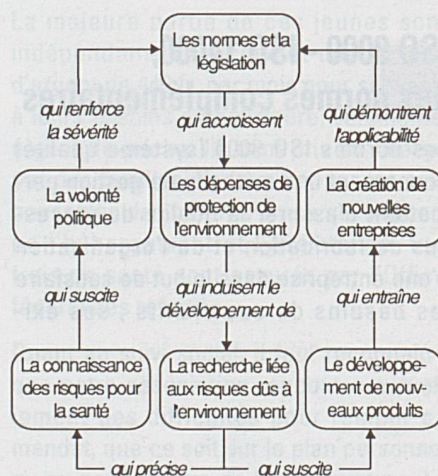 Les normes et la
législation
qui renforce
la sévérité
qui accroissent
qui démontrent
l'applicabilité
La volonté
politique
Les dépenses de
protection de
l'environnement
La création de
nouvelles
entreprises
qui suscite
qui induisent le
développement de
qui entraîne
La connaissance
des risques pour
la santé
La recherche liée
aux risques dûs à
l'environnement
Le développe-
ment de nouv-
eaux produits
qui précise
qui suscite